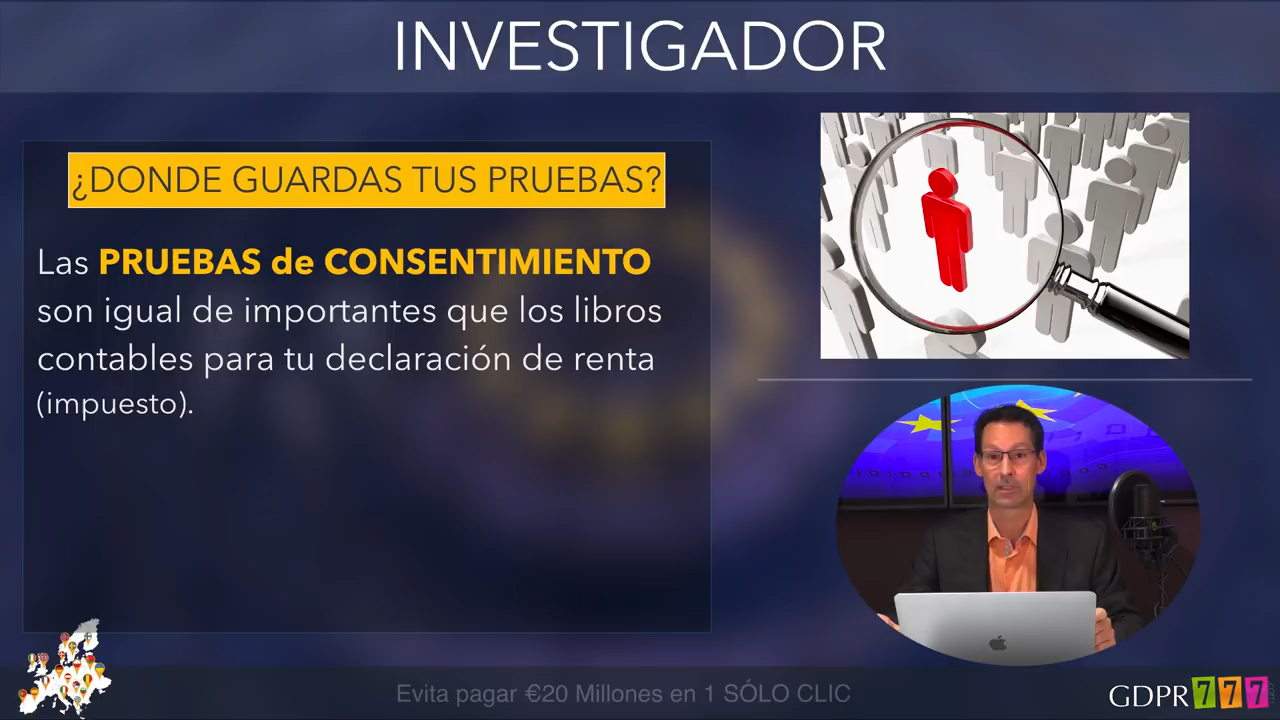 INVESTIGADOR
¿DONDE GUARDAS TUS PRUEBAS?
Las PRUEBAS de CONSENTIMIENTO
son igual de importantes que los libros
contables para tu declaración de renta
(impuesto).
Evita pagar €20 Millones en 1 SÓLO CLIC
GDPR777